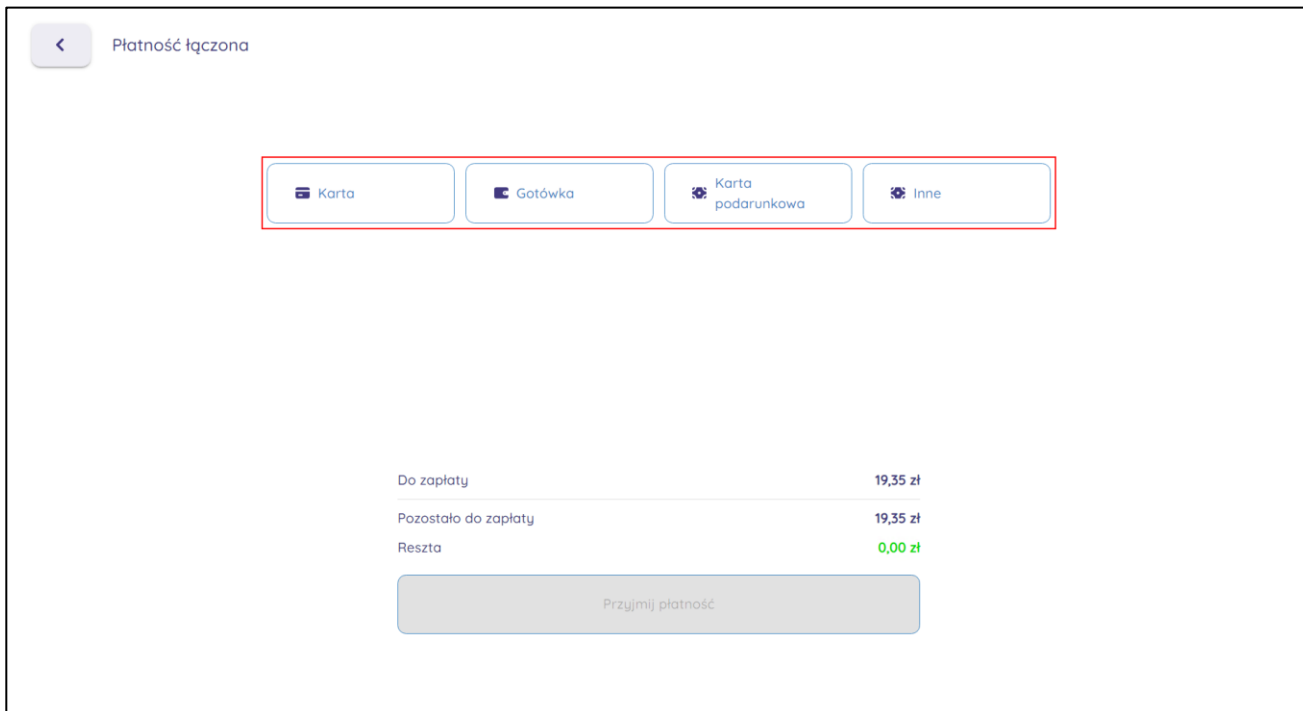 Płatność łączona
Karta
Gotówka
Karta
podarunkowa
Inne
Do zapłaty 19,35 zł
Pozostało do zapłaty 19,35 zł
Reszta 0,00 zł
Przyjmij płatność